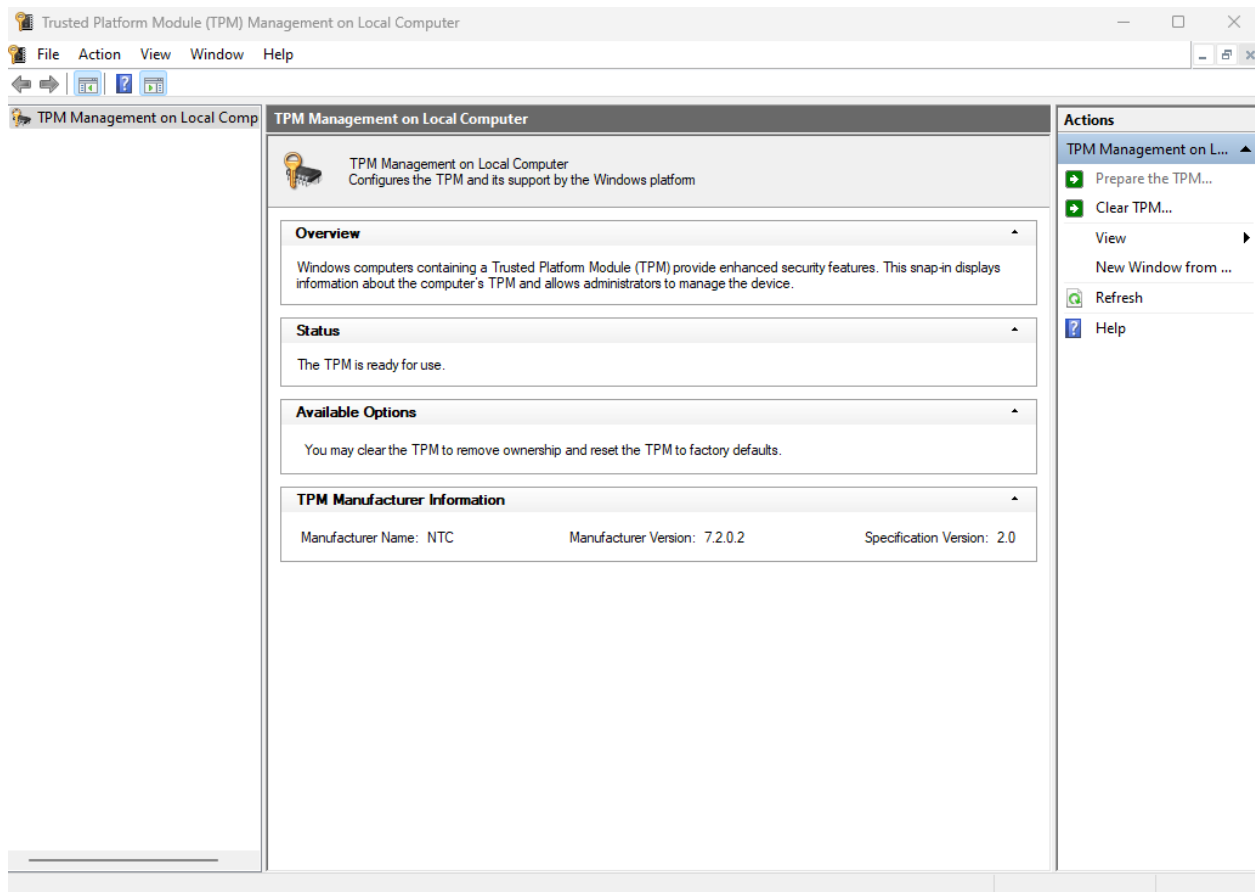 Trusted Platform Module (TPM) Management on Local Computer
File Action View Window Help
TPM Management on Local Comp
TPM Management on Local Computer
TPM Management on Local Computer
Configures the TPM and its support by the Windows platform
Overview
Windows computers containing a Trusted Platform Module (TPM) provide enhanced security features. This snap-in displays
information about the computer's TPM and allows administrators to manage the device.
Status
The TPM is ready for use.
Available Options
You may clear the TPM to remove ownership and reset the TPM to factory defaults.
TPM Manufacturer Information
Manufacturer Name: NTC Manufacturer Version: 7.2.0.2 Specification Version: 2.0
Actions
TPM Management on L...
Prepare the TPM...
Clear TPM...
View
New Window from ...
Refresh
Help